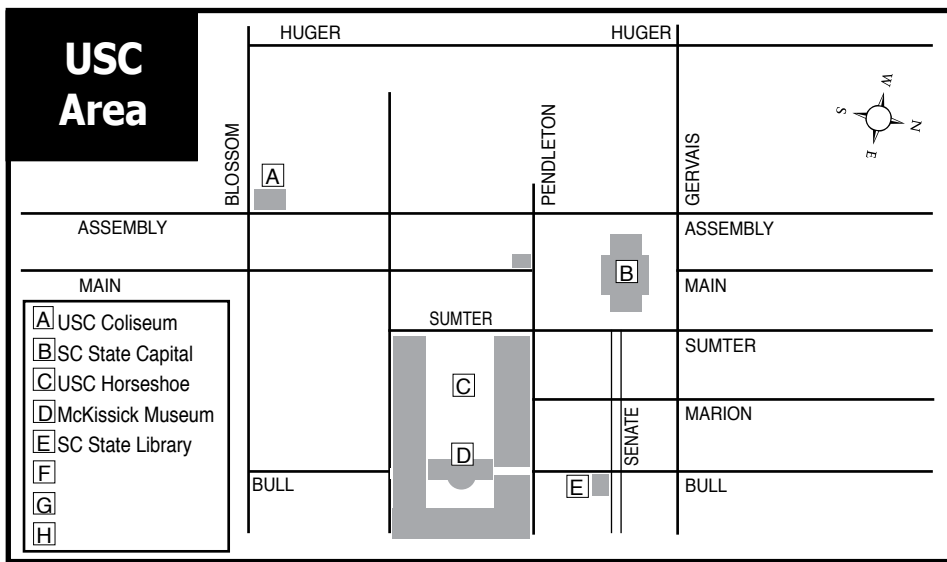 USC
Area
HUGER
HUGER
W
S
N
E
BLOSSOM
PENDLETON
GERVAIS
A
ASSEMBLY
ASSEMBLY
B
MAIN
MAIN
SUMTER
SUMTER
C
MARION
SENATE
D
BULL
E
BULL
A USC Coliseum
B SC State Capital
C USC Horseshoe
D McKissick Museum
E SC State Library
F
G
H